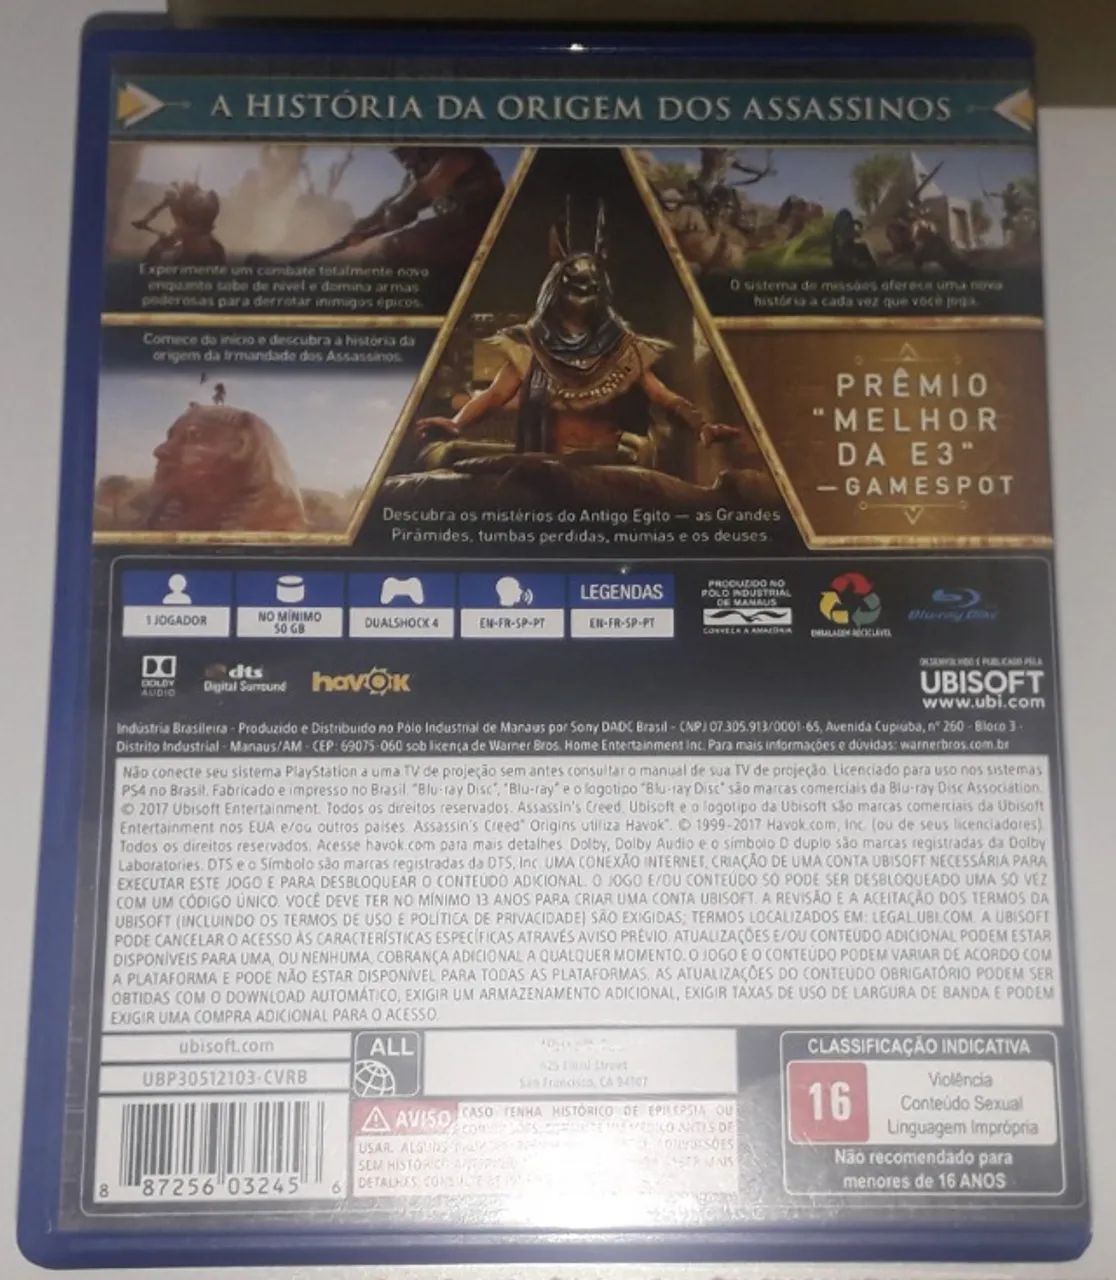 A HISTÓRIA DA ORIGEM DOS ASSASSINOS
Experimente um combate totalmente novo
enquanto sobe de nível e domina armas
poderosas para derrotar inimigos épicos.
O sistema de missões oferece uma nova
história a cada vez que você joga.
Comece do início e descubra a história da
origem da Irmandade dos Assassinos.
PRÊMIO
"MELHOR
DA E3"
—GAMESPOT
Descubra os mistérios do Antigo Egito — as Grandes
Pirâmides, tumbas perdidas, múmias e os deuses.
1 JOGADOR
NO MÍNIMO
50 GB
DUALSHOCK 4
EN-FR-SP-PT
LEGENDAS
EN-FR-SP-PT
PRODUZIDO NO
PÓLO INDUSTRIAL
DE MANAUS
CONHEÇA A AMAZÔNIA
EMBALAGEM RECICLÁVEL
Blu-ray Disc
DOLBY
AUDIO
dts
Digital Surround
havok
DESENVOLVIDO E PUBLICADO PELA
UBISOFT
www.ubi.com
Indústria Brasileira - Produzido e Distribuído no Pólo Industrial de Manaus por Sony DADC Brasil - CNPJ 07.305.913/0001-65, Avenida Cupiúba, nº 260 - Bloco 3 -
Distrito Industrial - Manaus/AM - CEP: 69075-060 sob licença de Warner Bros. Home Entertainment Inc. Para mais informações e dúvidas: warnerbros.com.br
Não conecte seu sistema PlayStation a uma TV de projeção sem antes consultar o manual de sua TV de projeção. Licenciado para uso nos sistemas
PS4 no Brasil. Fabricado e impresso no Brasil. "Blu-ray Disc", "Blu-ray" e o logotipo "Blu-ray Disc" são marcas comerciais da Blu-ray Disc Association.
© 2017 Ubisoft Entertainment. Todos os direitos reservados. Assassin's Creed, Ubisoft e o logotipo da Ubisoft são marcas comerciais da Ubisoft
Entertainment nos EUA e/ou outros países. Assassin's Creed® Origins utiliza Havok®. © 1999-2017 Havok.com, Inc. (ou de seus licenciadores).
Todos os direitos reservados. Acesse havok.com para mais detalhes. Dolby, Dolby Audio e o símbolo D duplo são marcas registradas da Dolby
Laboratories. DTS e o Símbolo são marcas registradas da DTS, Inc. UMA CONEXÃO INTERNET, CRIAÇÃO DE UMA CONTA UBISOFT NECESSÁRIA PARA
EXECUTAR ESTE JOGO E PARA DESBLOQUEAR O CONTEÚDO ADICIONAL. O JOGO E/OU CONTEÚDO SÓ PODE SER DESBLOQUEADO UMA SÓ VEZ
COM UM CÓDIGO ÚNICO. VOCÊ DEVE TER NO MÍNIMO 13 ANOS PARA CRIAR UMA CONTA UBISOFT. A REVISÃO E A ACEITAÇÃO DOS TERMOS DA
UBISOFT (INCLUINDO OS TERMOS DE USO E POLÍTICA DE PRIVACIDADE) SÃO EXIGIDAS; TERMOS LOCALIZADOS EM: LEGAL.UBI.COM. A UBISOFT
PODE CANCELAR O ACESSO ÀS CARACTERÍSTICAS ESPECÍFICAS ATRAVÉS AVISO PRÉVIO. ATUALIZAÇÕES E/OU CONTEÚDO ADICIONAL PODEM ESTAR
DISPONÍVEIS PARA UMA, OU NENHUMA, COBRANÇA ADICIONAL A QUALQUER MOMENTO. O JOGO E O CONTEÚDO PODEM VARIAR DE ACORDO COM
A PLATAFORMA E PODE NÃO ESTAR DISPONÍVEL PARA TODAS AS PLATAFORMAS. AS ATUALIZAÇÕES DO CONTEÚDO OBRIGATÓRIO PODEM SER
OBTIDAS COM O DOWNLOAD AUTOMÁTICO, EXIGIR UM ARMAZENAMENTO ADICIONAL, EXIGIR TAXAS DE USO DE LARGURA DE BANDA E PODEM
EXIGIR UMA COMPRA ADICIONAL PARA O ACESSO.
ubisoft.com
UBP30512103-CVRB
8 87256 03245 6
ALL
625 Third Street
San Francisco, CA 94107
AVISO
CASO TENHA HISTÓRICO DE EPILEPSIA OU
ANTES DE
USAR.
SEM HISTÓRICO
MAIS
DETALHES,
CLASSIFICAÇÃO INDICATIVA
16
Violência
Conteúdo Sexual
Linguagem Imprópria
Não recomendado para
menores de 16 ANOS